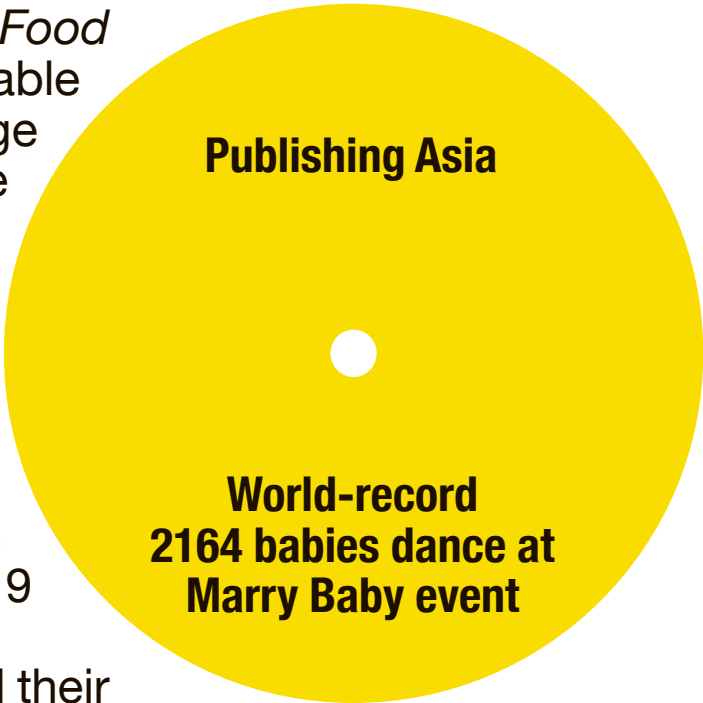 Food
able
ge
e
Publishing Asia
World-record
2164 babies dance at
Marry Baby event
9
their